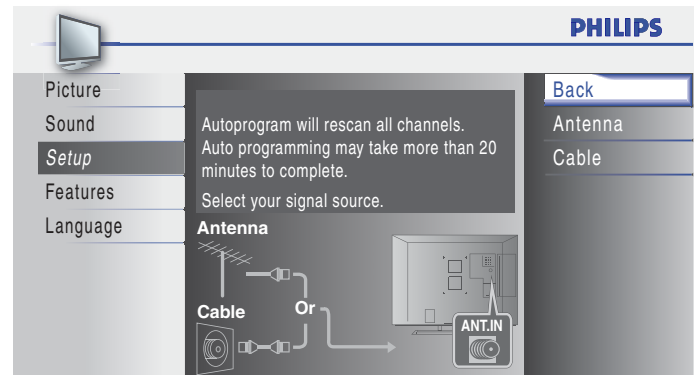 PHILIPS
Picture
Sound
Setup
Features
Language
Autoprogram will rescan all channels.
Auto programming may take more than 20
minutes to complete.
Select your signal source.
Antenna
Cable
Or
ANT.IN
Back
Antenna
Cable